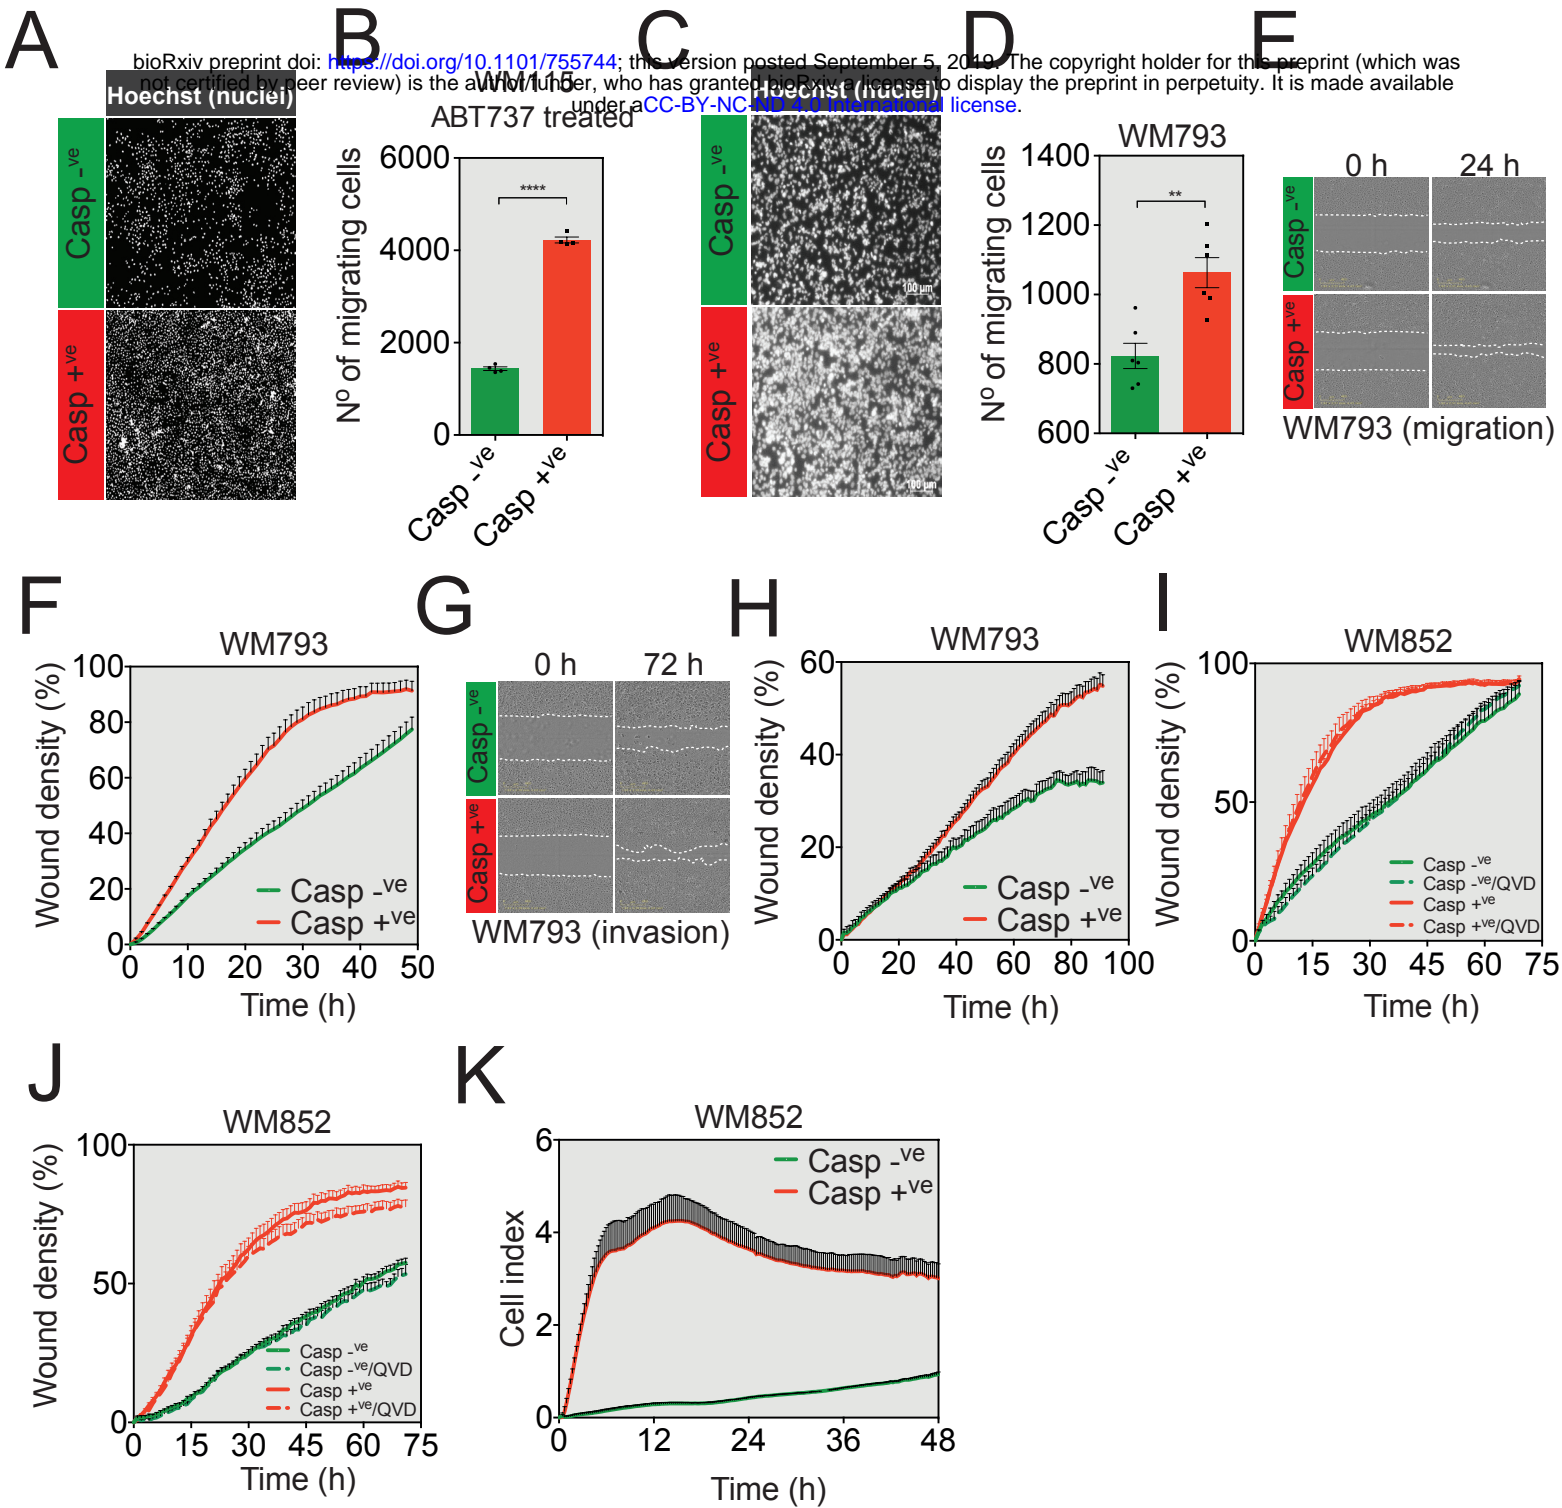 A
B
C
D
E
bioRxiv preprint doi: https://doi.org/10.1101/755744; this version posted September 5, 2019. The copyright holder for this preprint (which was
not certified by peer review) is the author/funder, who has granted bioRxiv a license to display the preprint in perpetuity. It is made available
under aCC-BY-NC-ND 4.0 International license.
Hoechst (nuclei)
Casp -ve
Casp +ve
WM115
ABT737 treated
Nº of migrating cells
6000
4000
2000
0
****
Casp -ve
Casp +ve
Hoechst (nuclei)
Casp -ve
Casp +ve
100 µm
100 µm
WM793
Nº of migrating cells
1400
1200
1000
800
600
**
Casp -ve
Casp +ve
0 h
24 h
Casp -ve
Casp +ve
WM793 (migration)
F
WM793
Wound density (%)
100
80
60
40
20
0
Casp -ve
Casp +ve
0 10 20 30 40 50
Time (h)
G
0 h
72 h
Casp -ve
Casp +ve
WM793 (invasion)
H
WM793
Wound density (%)
60
40
20
0
Casp -ve
Casp +ve
0 20 40 60 80 100
Time (h)
I
WM852
Wound density (%)
100
50
0
Casp -ve
Casp -ve/QVD
Casp +ve
Casp +ve/QVD
0 15 30 45 60 75
Time (h)
J
WM852
Wound density (%)
100
50
0
Casp -ve
Casp -ve/QVD
Casp +ve
Casp +ve/QVD
0 15 30 45 60 75
Time (h)
K
WM852
Cell index
6
4
2
0
Casp -ve
Casp +ve
0 12 24 36 48
Time (h)